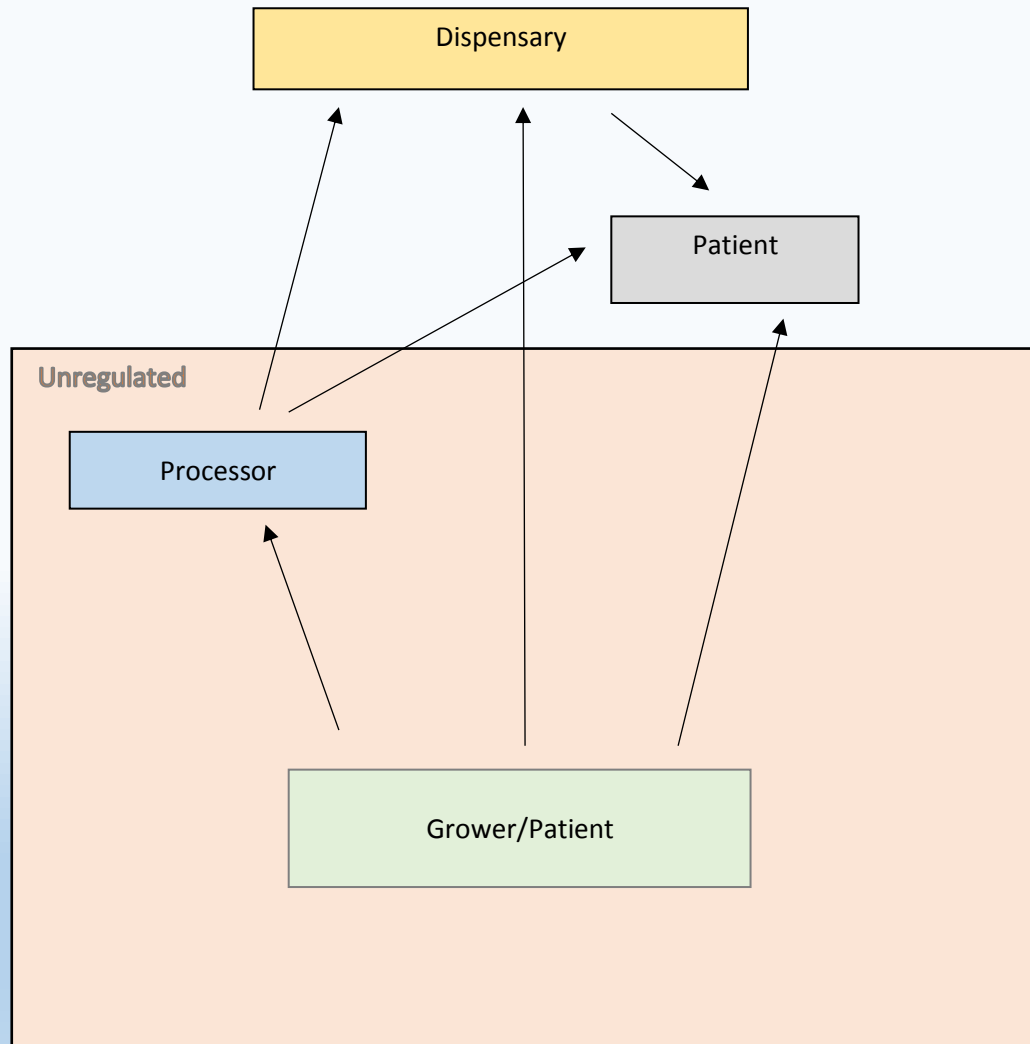 Dispensary
Patient
Unregulated
Processor
Grower/Patient